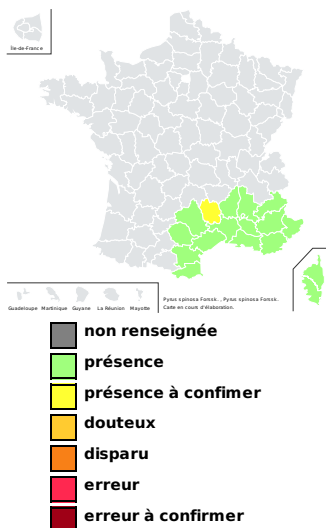 Île-de-France
Guadeloupe Martinique Guyane La Réunion Mayotte
Pyrus spinosa Forssk. , Pyrus spinosa Forssk.
Carte en cours d'élaboration.
non renseignée
présence
présence à confimer
douteux
disparu
erreur
erreur à confirmer